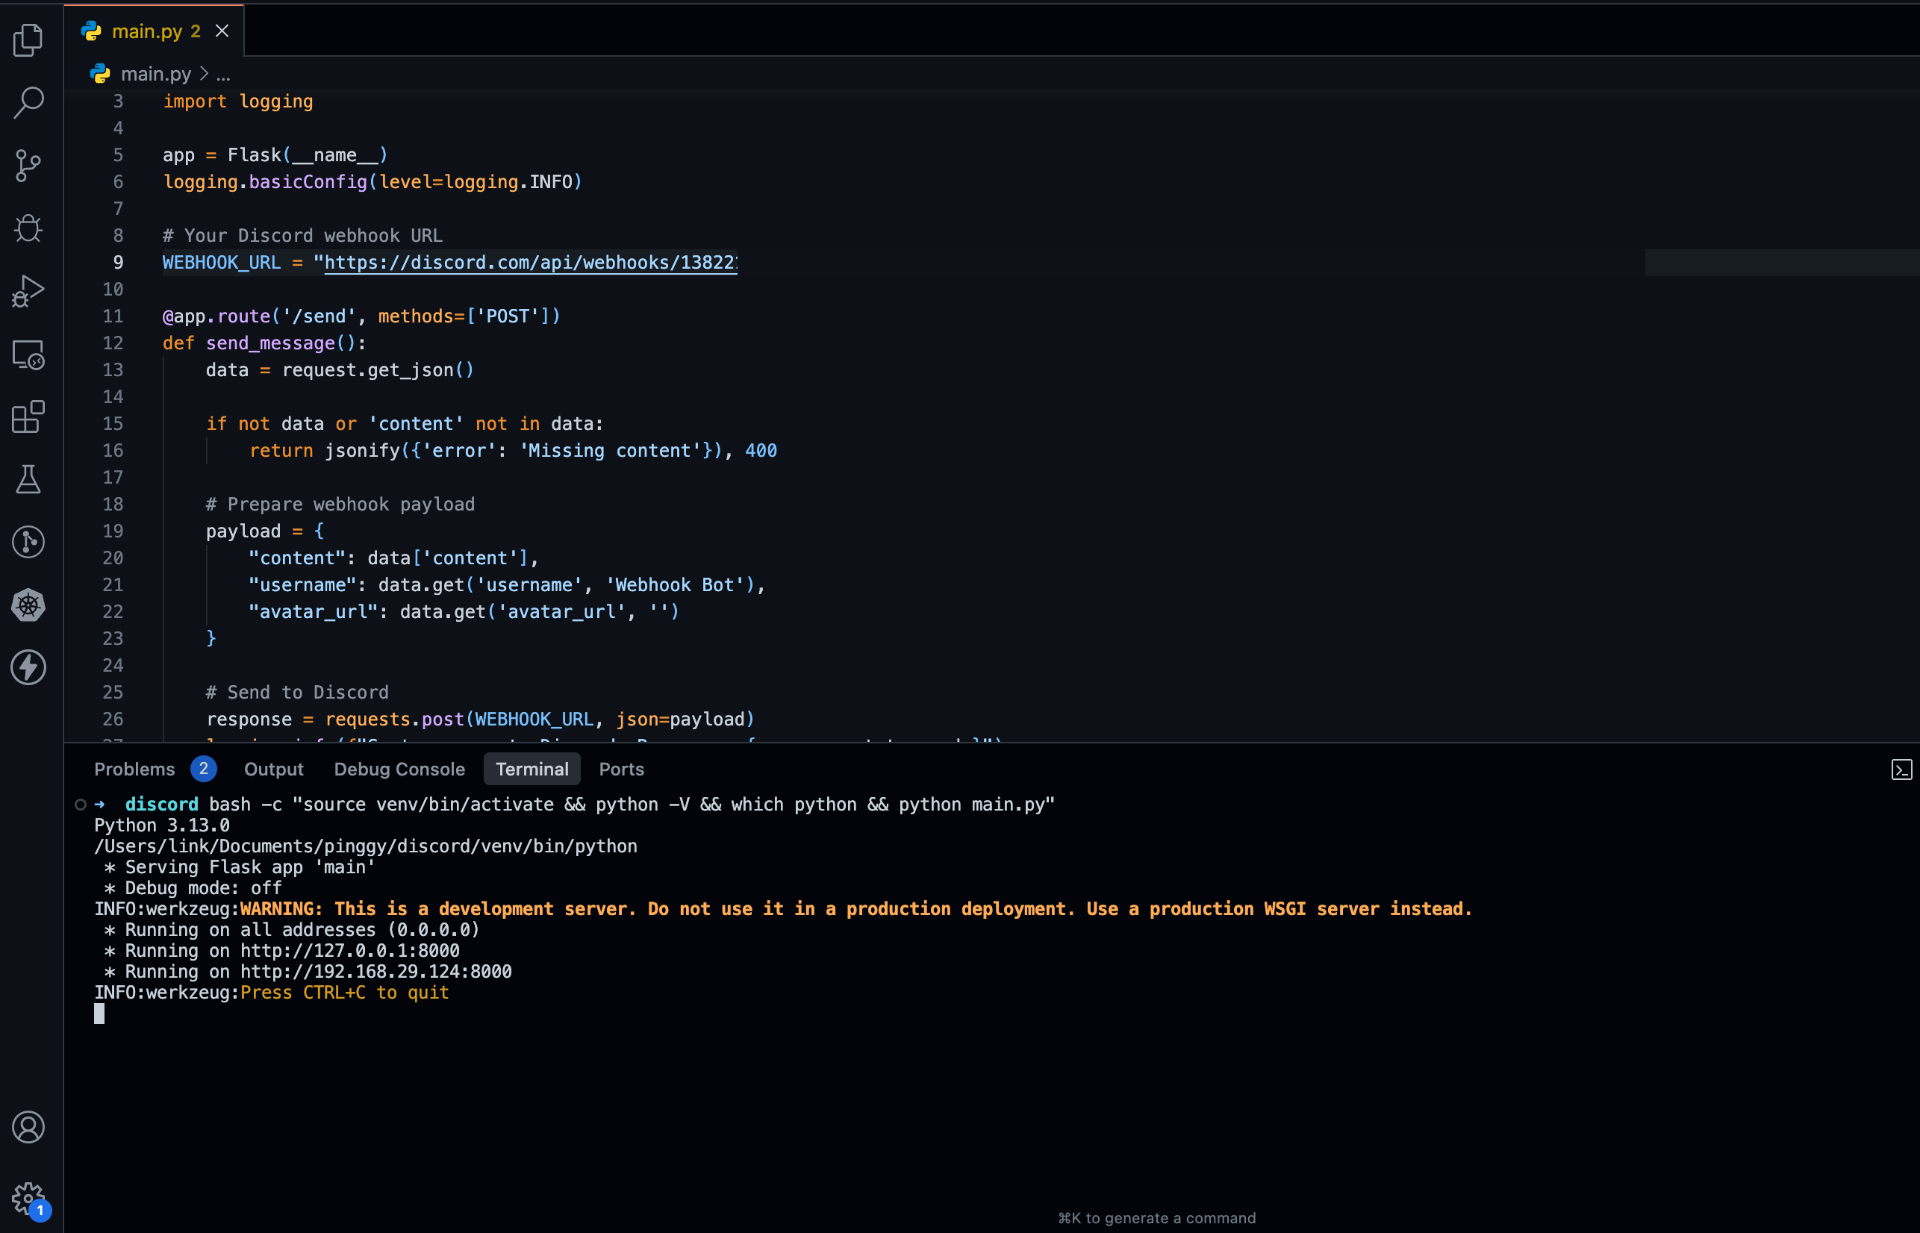 main.py 2
main.py > ...
3 import logging
4
5 app = Flask(__name__)
6 logging.basicConfig(level=logging.INFO)
7
8 # Your Discord webhook URL
9 WEBHOOK_URL = "https://discord.com/api/webhooks/13822
10
11 @app.route('/send', methods=['POST'])
12 def send_message():
13     data = request.get_json()
14
15     if not data or 'content' not in data:
16         return jsonify({'error': 'Missing content'}), 400
17
18     # Prepare webhook payload
19     payload = {
20         "content": data['content'],
21         "username": data.get('username', 'Webhook Bot'),
22         "avatar_url": data.get('avatar_url', '')
23     }
24
25     # Send to Discord
26     response = requests.post(WEBHOOK_URL, json=payload)
Problems 2 Output Debug Console Terminal Ports
discord bash -c "source venv/bin/activate && python -V && which python && python main.py"
Python 3.13.0
/Users/link/Documents/pinggy/discord/venv/bin/python
* Serving Flask app 'main'
* Debug mode: off
INFO:werkzeug:WARNING: This is a development server. Do not use it in a production deployment. Use a production WSGI server instead.
* Running on all addresses (0.0.0.0)
* Running on http://127.0.0.1:8000
* Running on http://192.168.29.124:8000
INFO:werkzeug:Press CTRL+C to quit
1
⌘K to generate a command